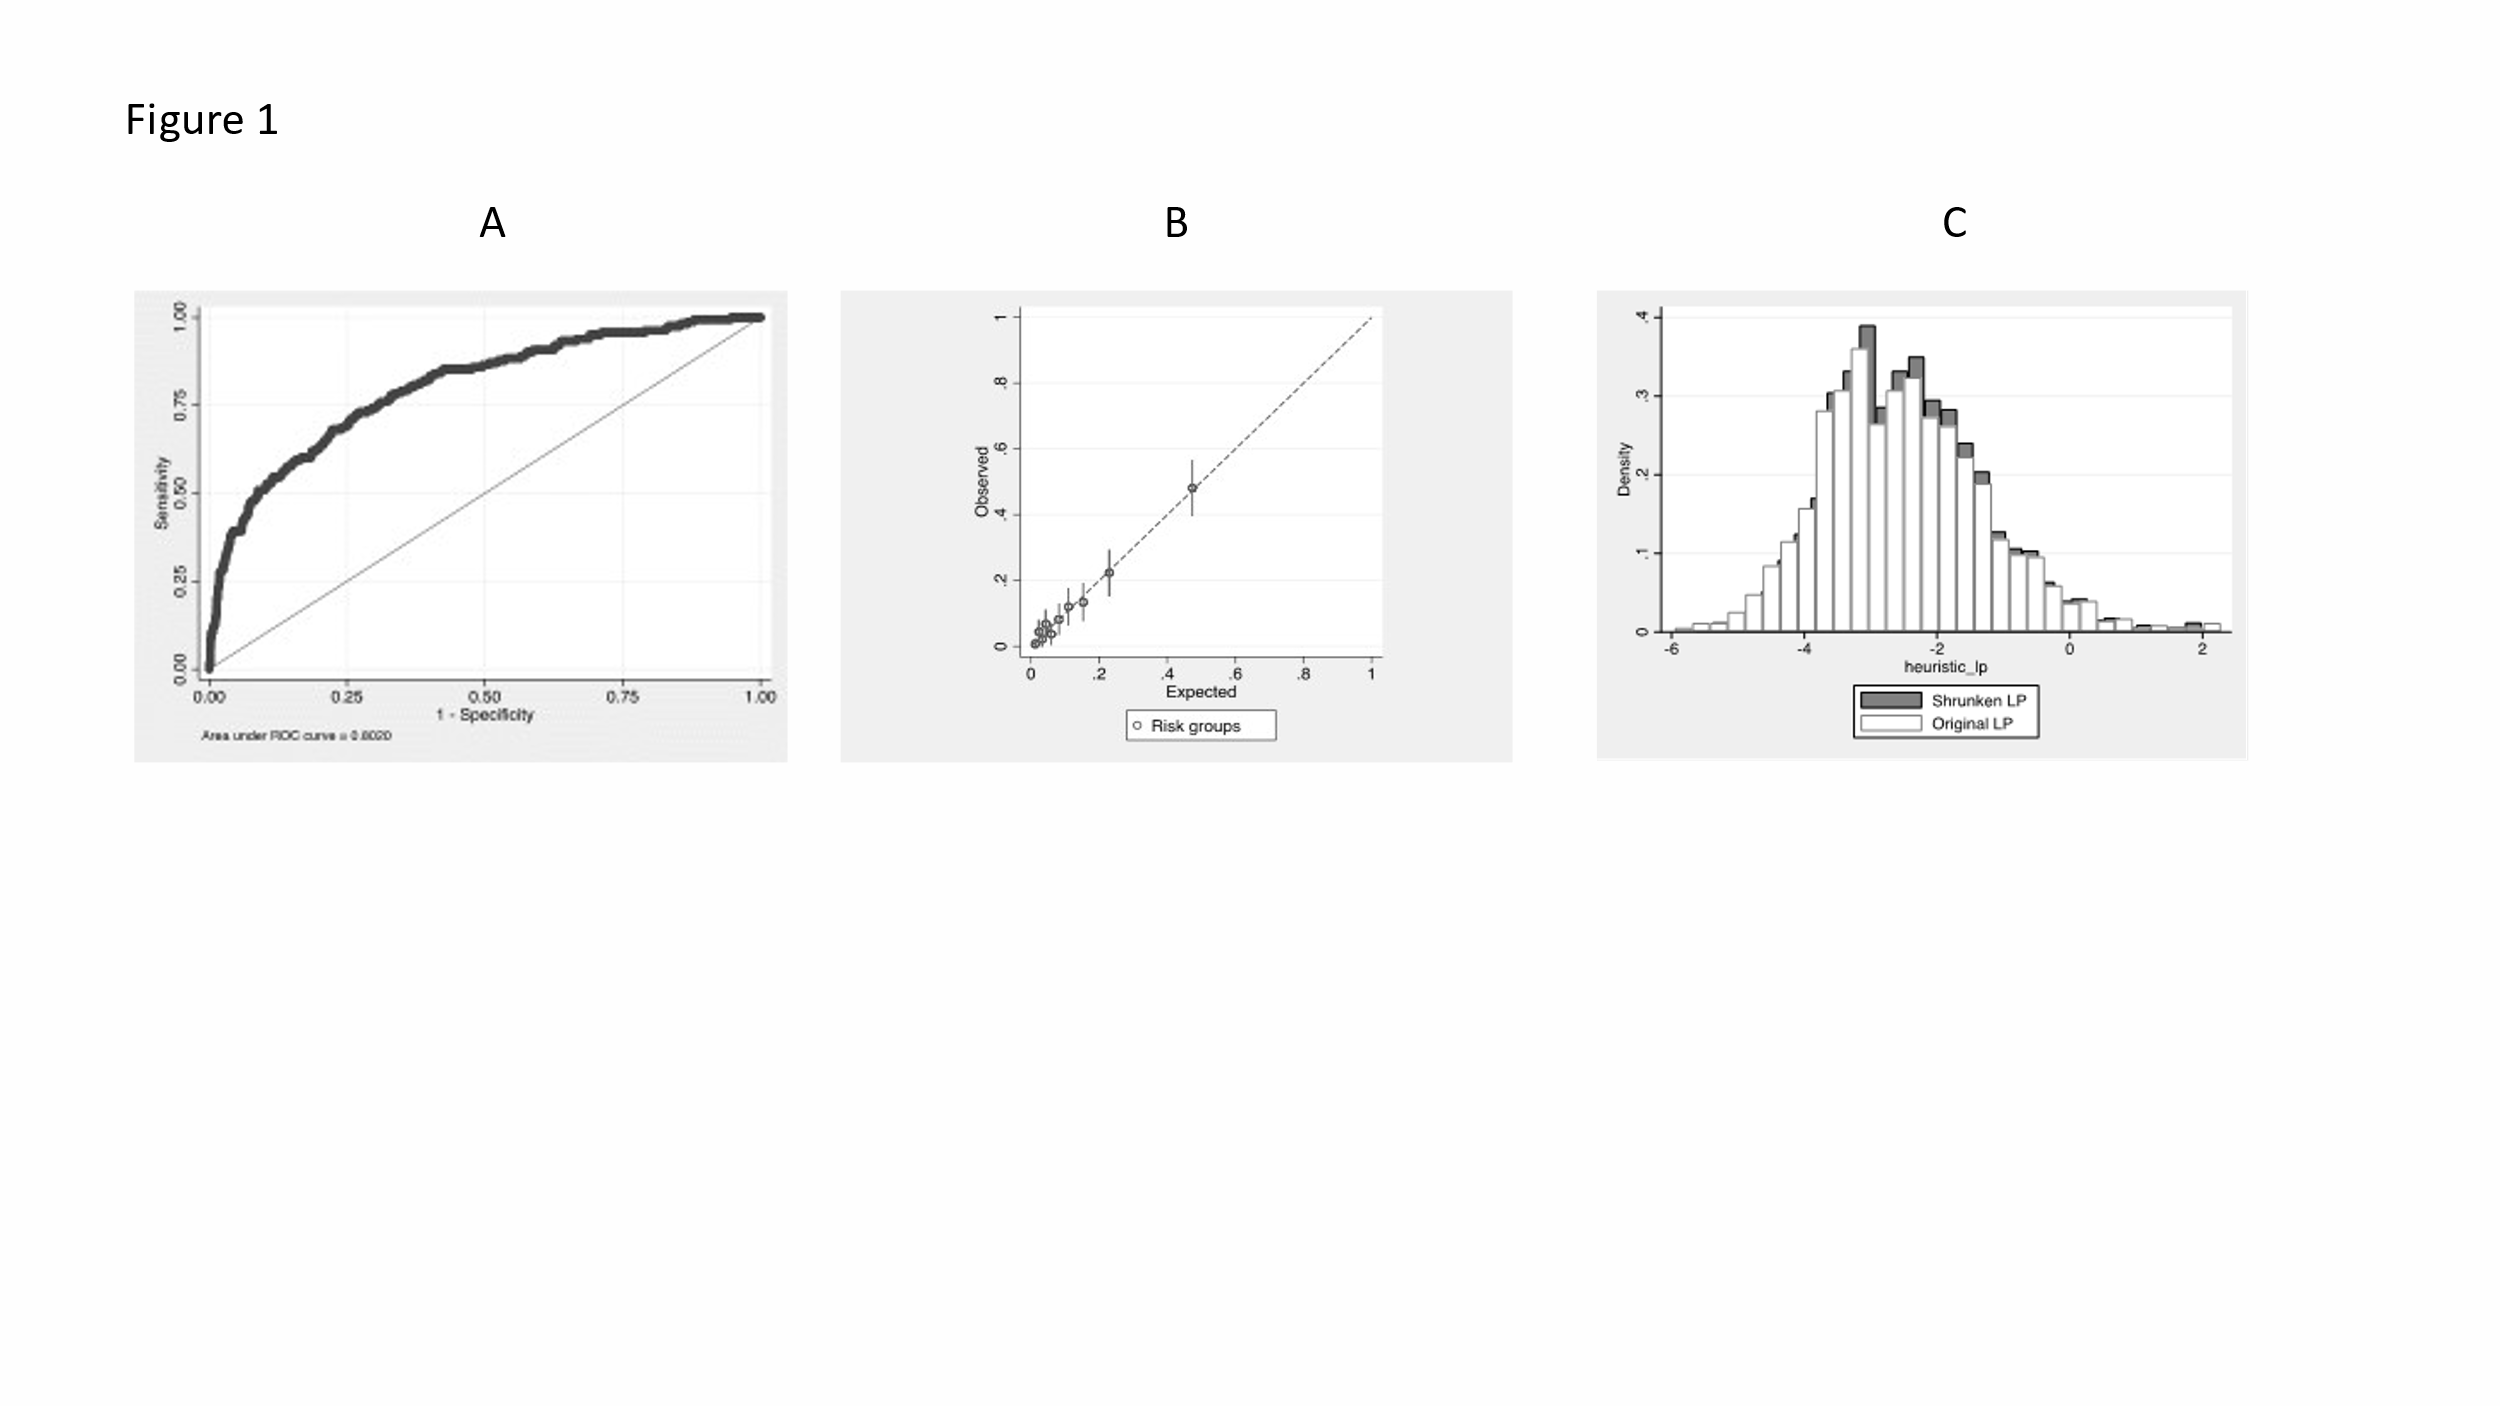 Figure 1
A
B
C
Sensitivity
1.00
0.75
0.50
0.25
0.00
0.00 0.25 0.50 0.75 1.00
1 - Specificity
Area under ROC curve = 0.8020
Observed
1
.8
.6
.4
.2
0
0 .2 .4 .6 .8 1
Expected
Risk groups
Density
.4
.3
.2
.1
0
-6 -4 -2 0 2
heuristic_lp
Shrunken LP
Original LP